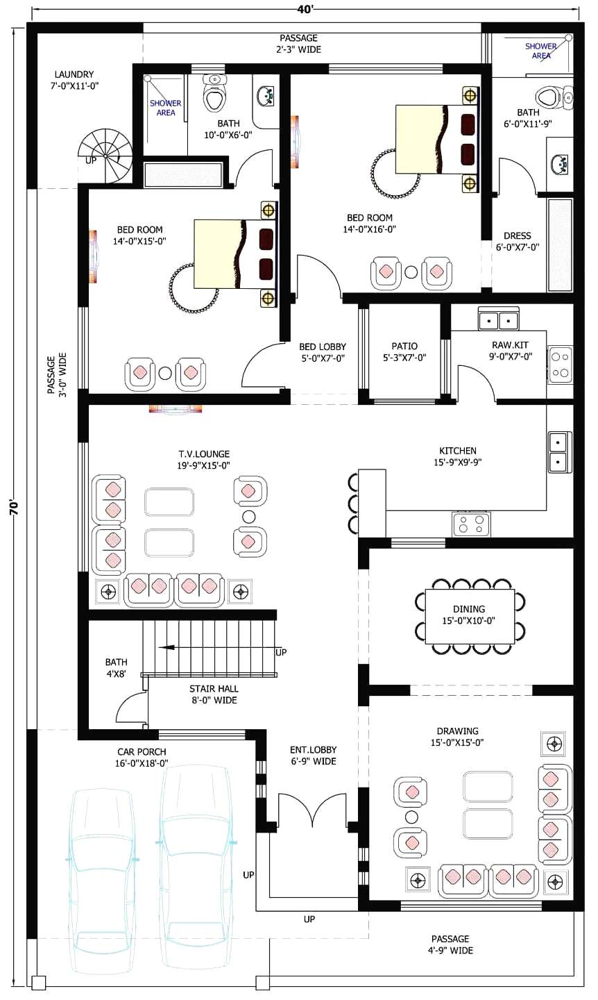 40'
PASSAGE
2'-3" WIDE
SHOWER
AREA
LAUNDRY
7'-0"X11'-0"
SHOWER
AREA
BATH
10'-0"X6'-0"
BATH
6'-0"X11'-9"
UP
BED ROOM
14'-0"X15'-0"
BED ROOM
14'-0"X16'-0"
DRESS
6'-0"X7'-0"
PASSAGE
3'-0" WIDE
BED LOBBY
5'-0"X7'-0"
PATIO
5'-3"X7'-0"
RAW.KIT
9'-0"X7'-0"
T.V.LOUNGE
19'-9"X15'-0"
KITCHEN
15'-9"X9'-9"
70'
DINING
15'-0"X10'-0"
BATH
4'X8'
UP
STAIR HALL
8'-0" WIDE
CAR PORCH
16'-0"X18'-0"
ENT.LOBBY
6'-9" WIDE
DRAWING
15'-0"X15'-0"
UP
UP
PASSAGE
4'-9" WIDE